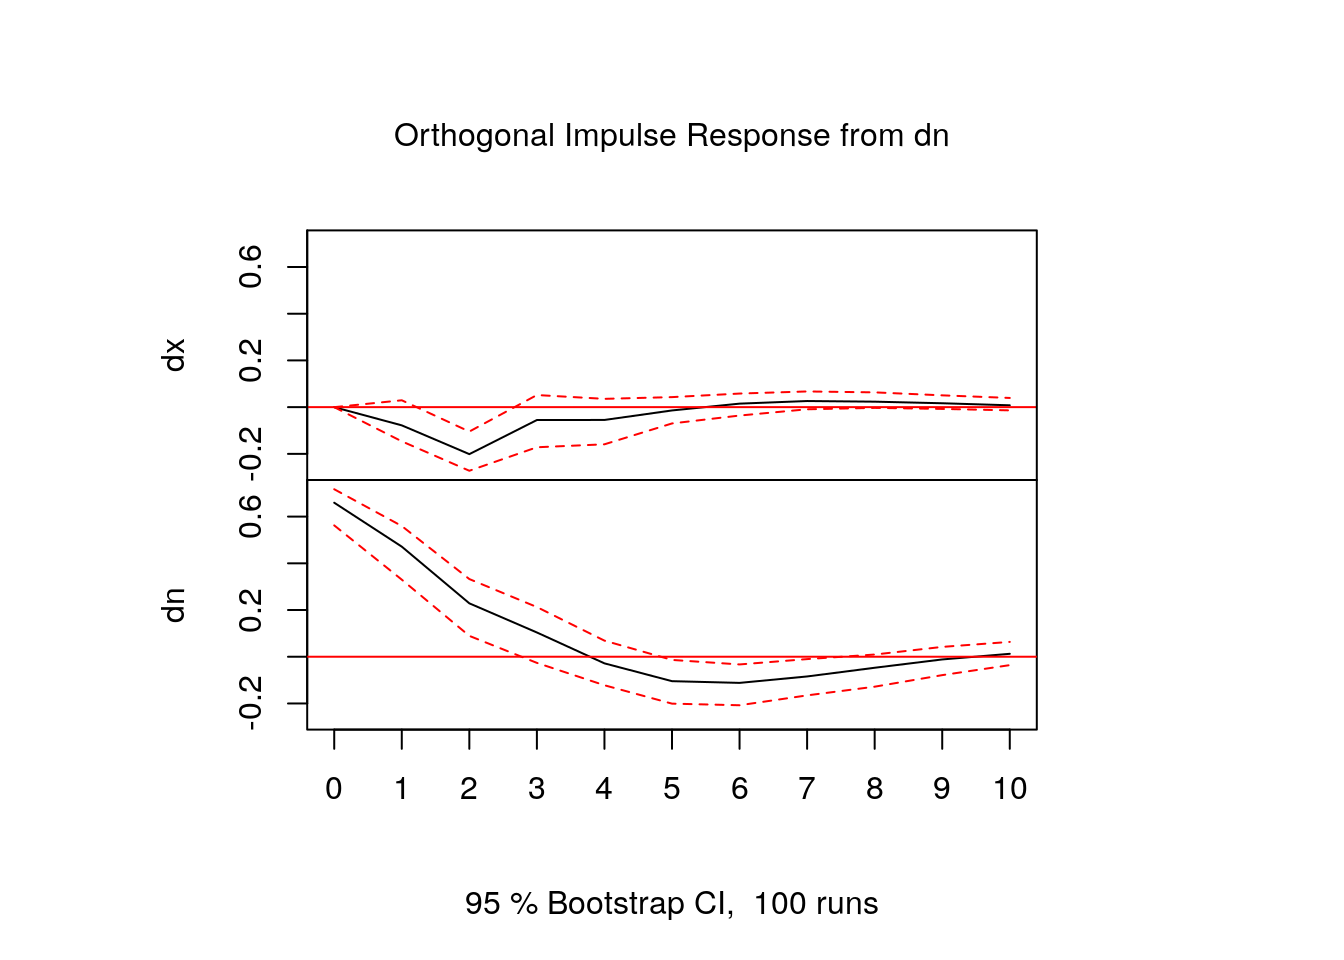 Orthogonal Impulse Response from dn
dx
0.6
0.2
-0.2
dn
0.6
0.2
-0.2
0 1 2 3 4 5 6 7 8 9 10
95 % Bootstrap CI,  100 runs